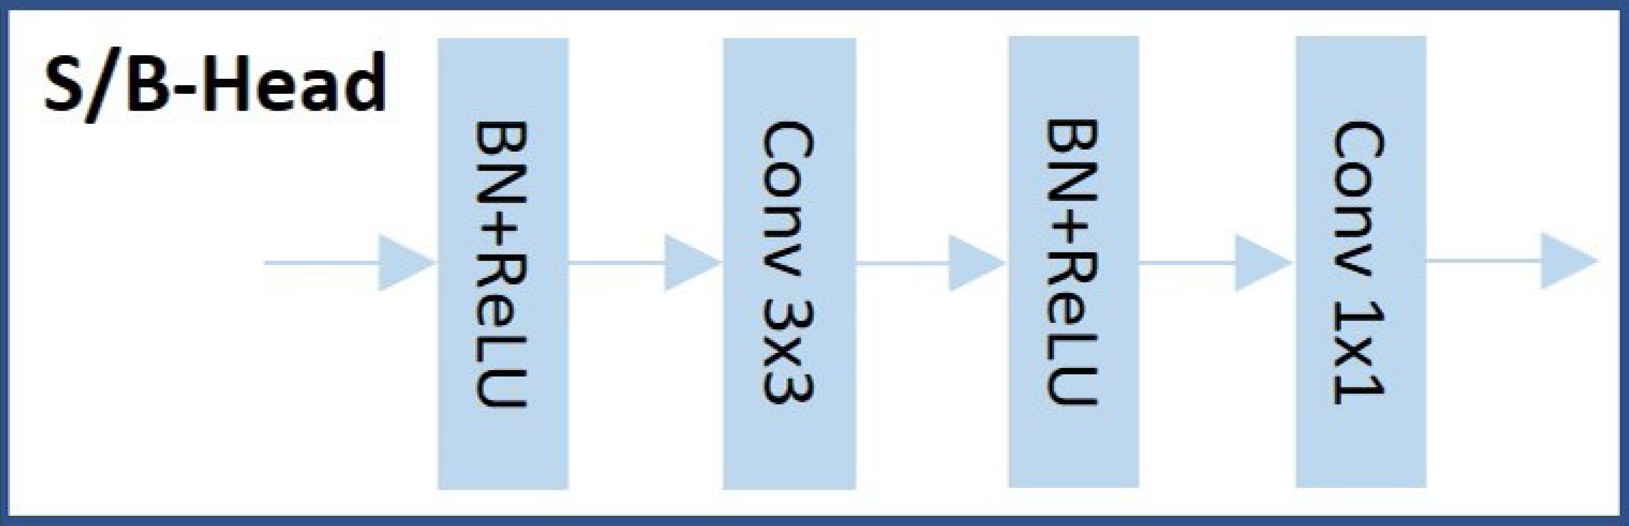 S/B-Head
BN+ReLU
Conv 3x3
BN+ReLU
Conv 1x1